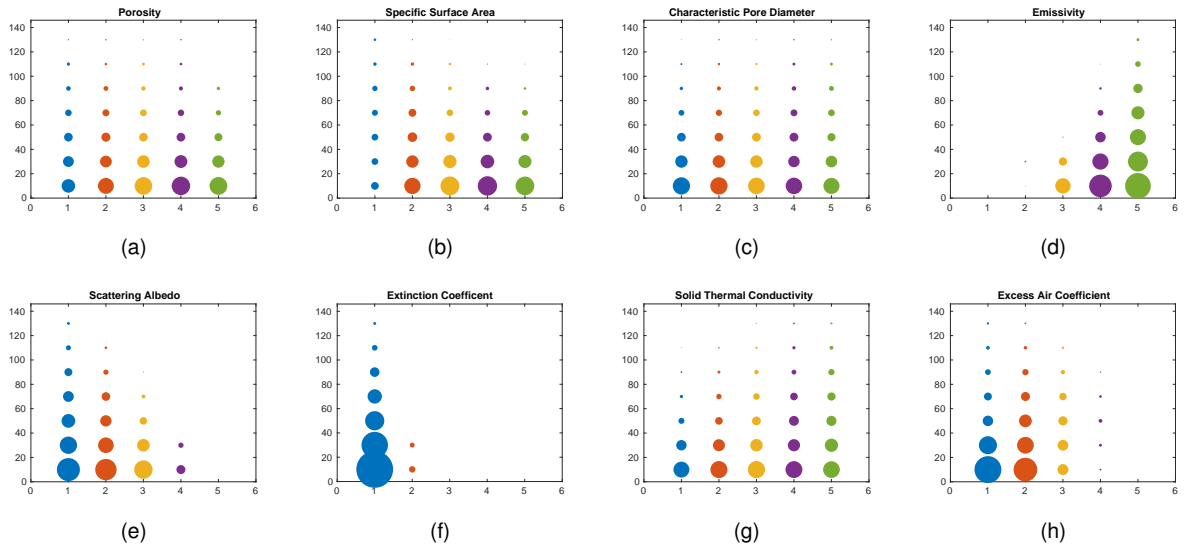 Porosity
140
120
100
80
60
40
20
0
0 1 2 3 4 5 6
(a)
Specific Surface Area
140
120
100
80
60
40
20
0
0 1 2 3 4 5 6
(b)
Characteristic Pore Diameter
140
120
100
80
60
40
20
0
0 1 2 3 4 5 6
(c)
Emissivity
140
120
100
80
60
40
20
0
0 1 2 3 4 5 6
(d)
Scattering Albedo
140
120
100
80
60
40
20
0
0 1 2 3 4 5 6
(e)
Extinction Coefficent
140
120
100
80
60
40
20
0
0 1 2 3 4 5 6
(f)
Solid Thermal Conductivity
140
120
100
80
60
40
20
0
0 1 2 3 4 5 6
(g)
Excess Air Coefficient
140
120
100
80
60
40
20
0
0 1 2 3 4 5 6
(h)